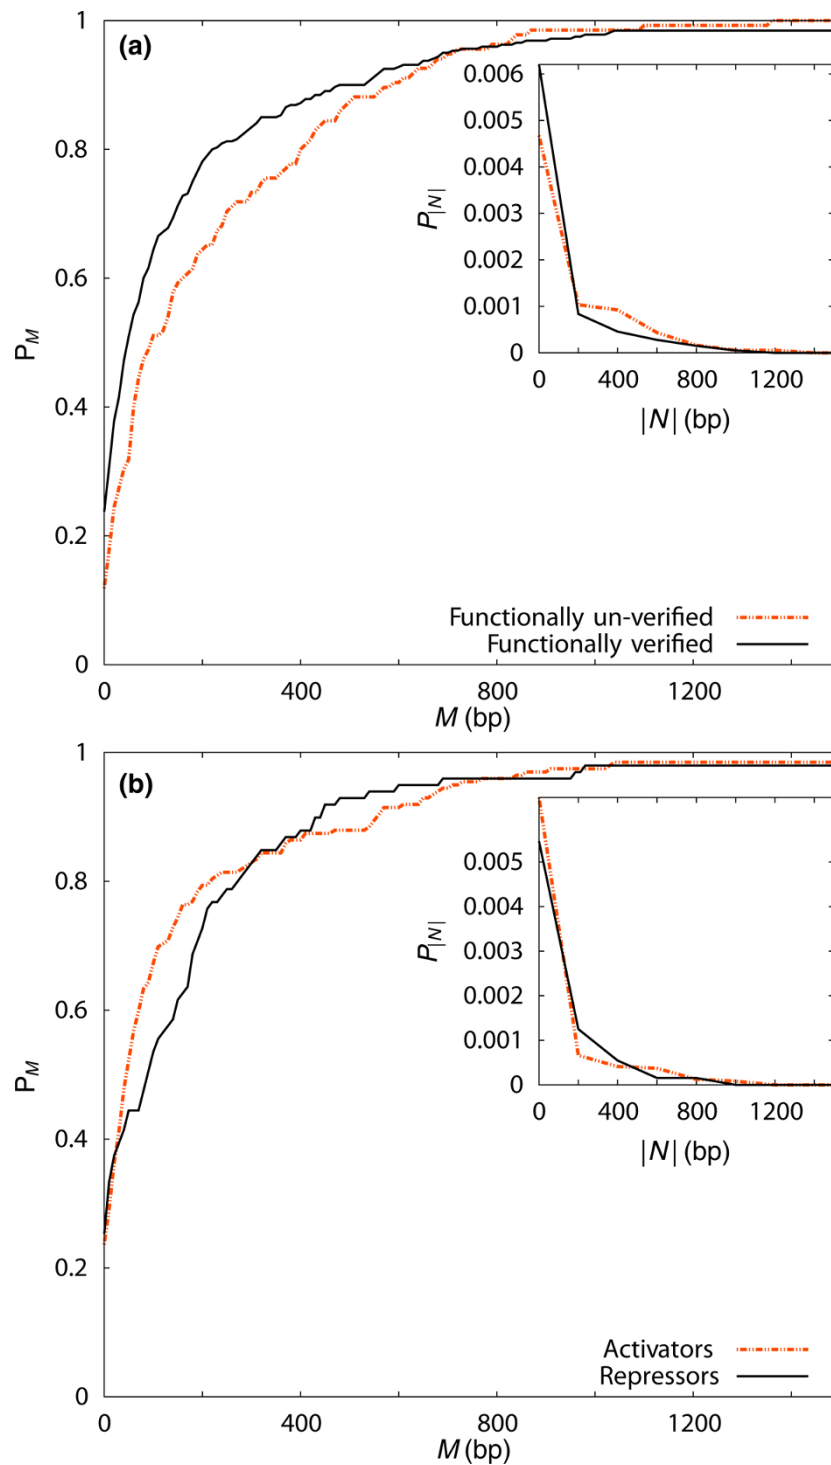 (a)
1
0.8
0.6
0.4
0.2
0
P_M
0 400 800 1200
M (bp)
0.006
0.005
0.004
0.003
0.002
0.001
0
P_|N|
0 400 800 1200
|N| (bp)
Functionally un-verified
Functionally verified
(b)
1
0.8
0.6
0.4
0.2
0
P_M
0 400 800 1200
M (bp)
0.005
0.004
0.003
0.002
0.001
0
P_|N|
0 400 800 1200
|N| (bp)
Activators
Repressors